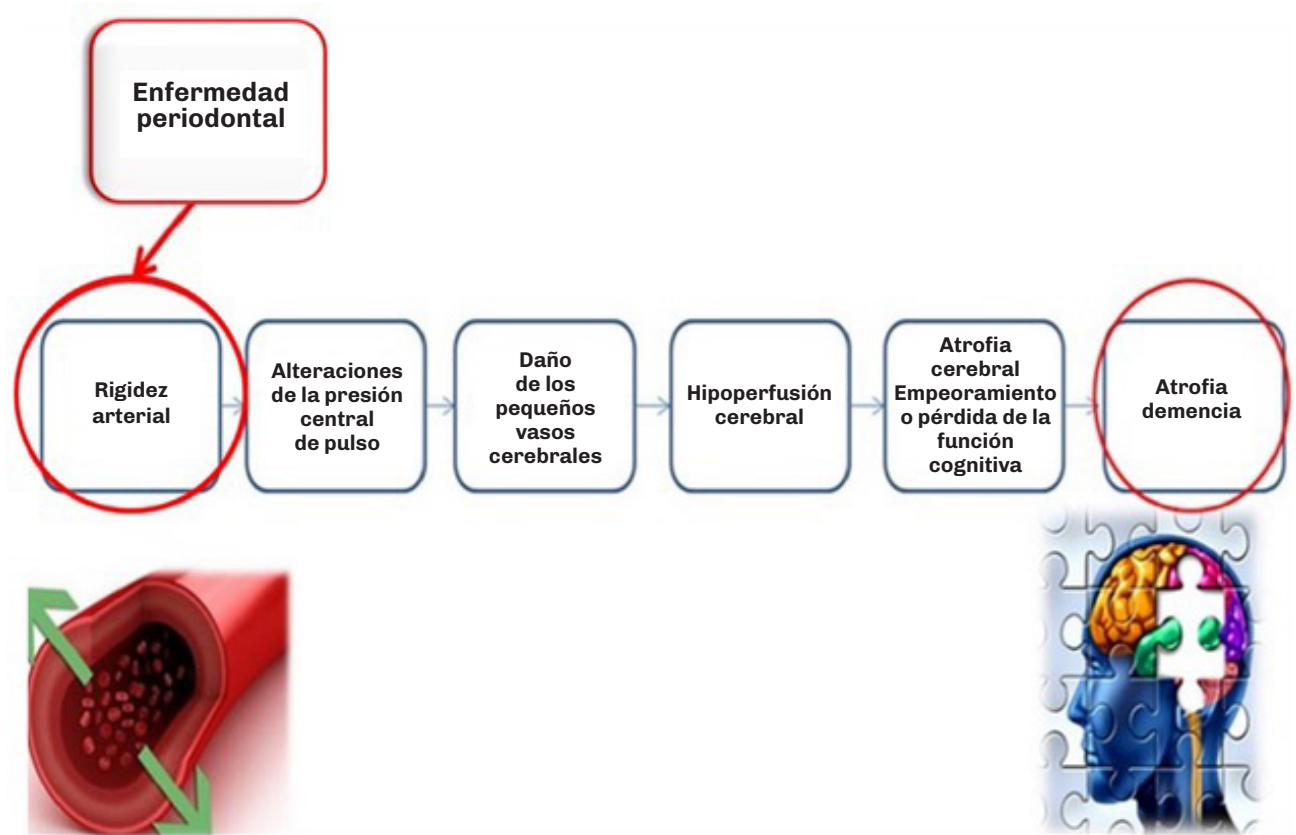 Enfermedad
periodontal
Rigidez
arterial
Alteraciones
de la presión
central
de pulso
Daño
de los
pequeños
vasos
cerebrales
Hipoperfusión
cerebral
Atrofia
cerebral
Empeoramiento
o pérdida de la
función
cognitiva
Atrofia
demencia